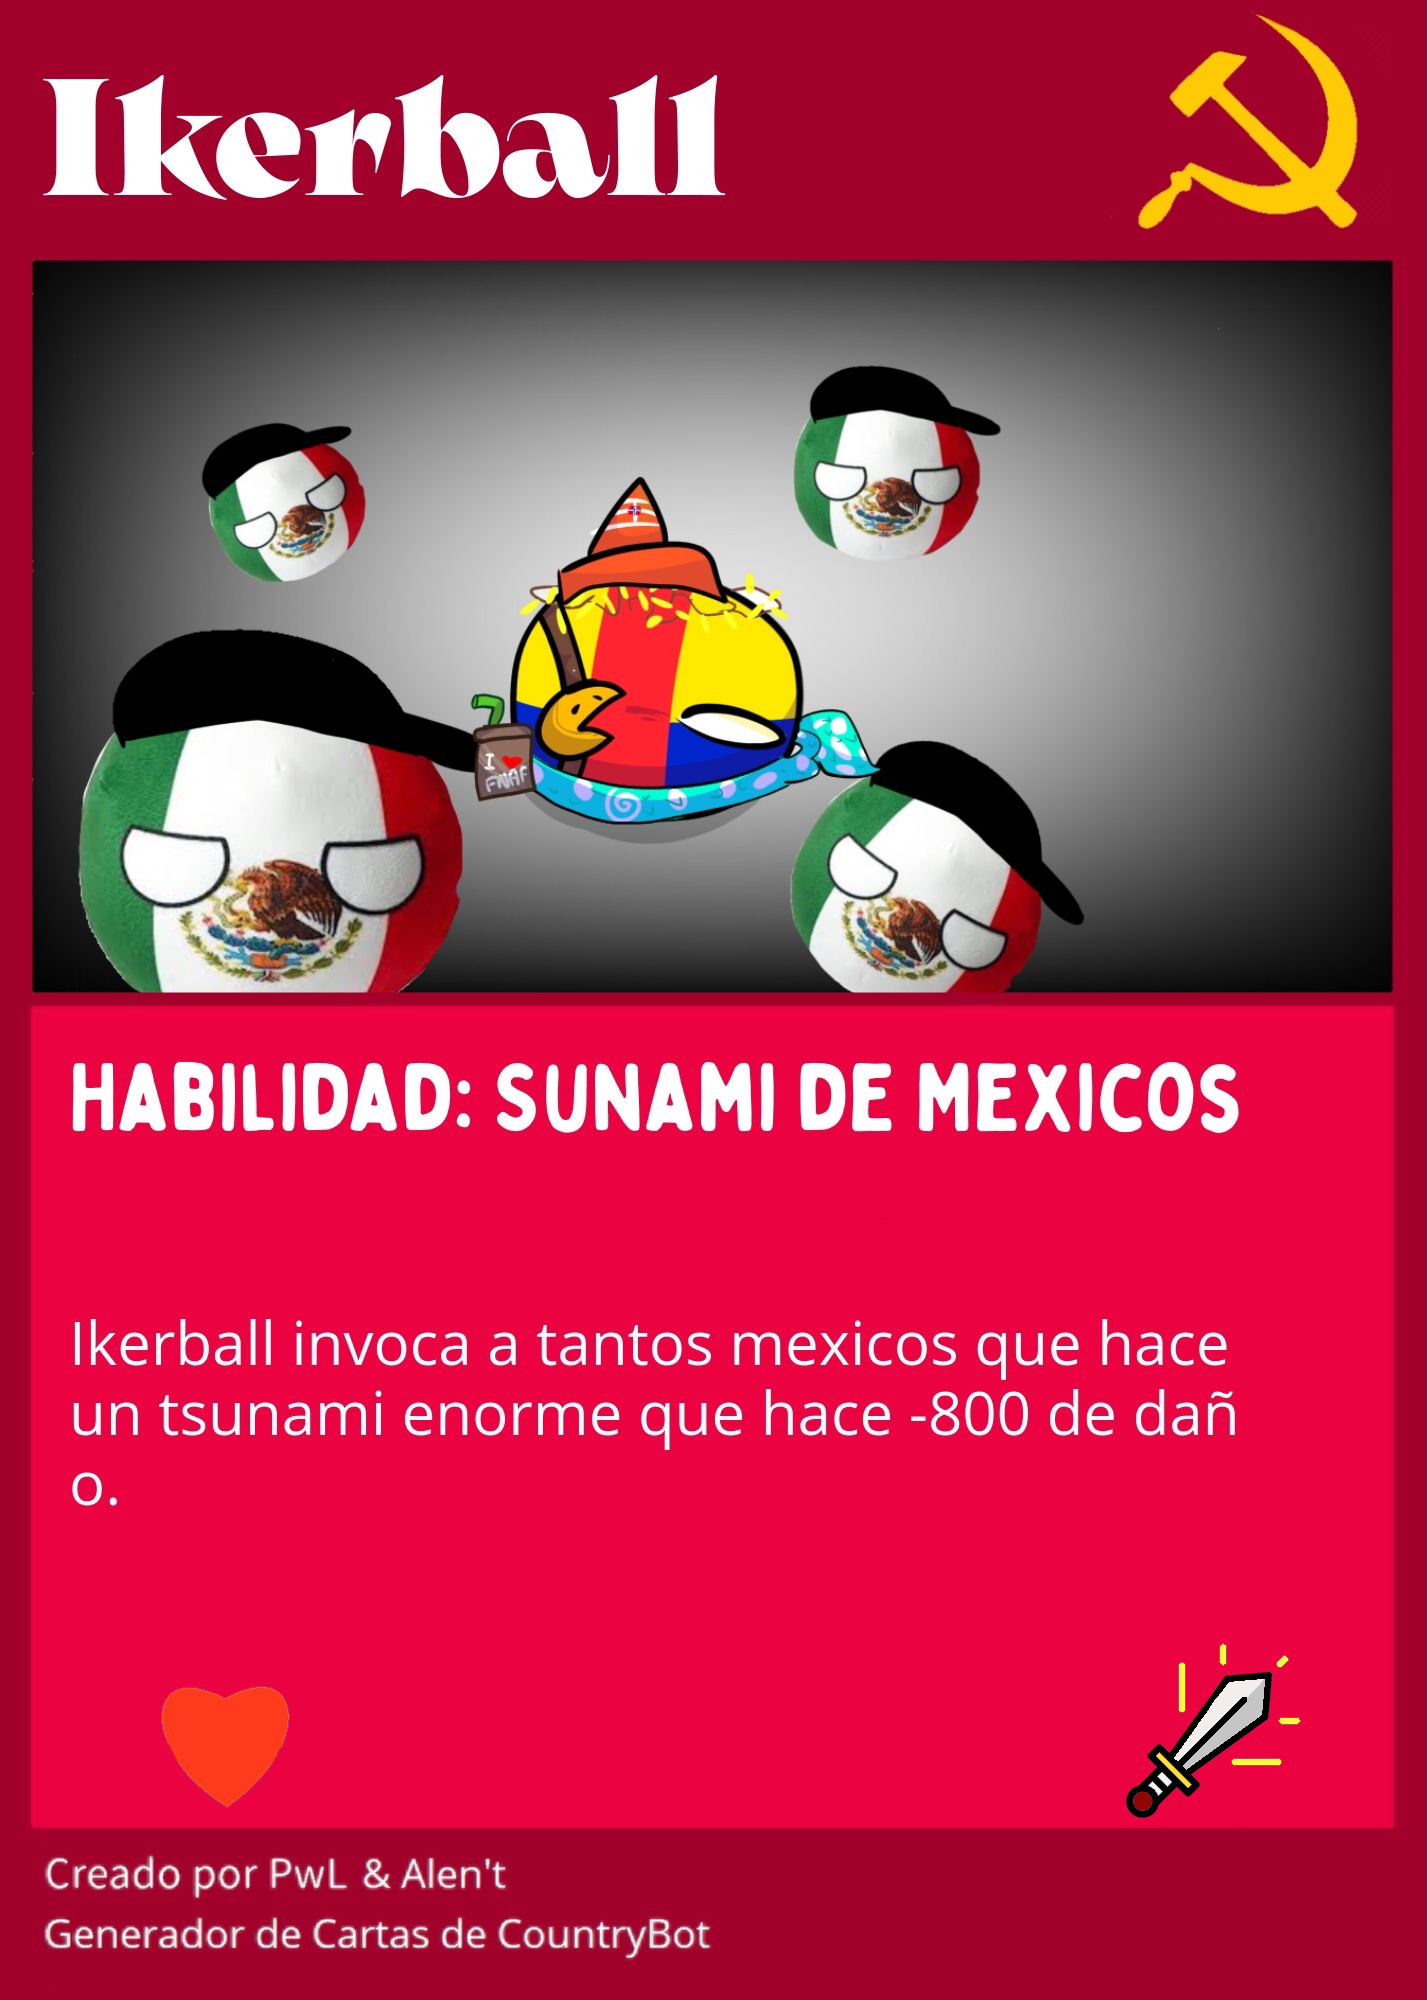 Ikerball
I FNAF
HABILIDAD: SUNAMI DE MEXICOS
Ikerball invoca a tantos mexicos que hace
un tsunami enorme que hace -800 de dañ
o.
Creado por PwL & Alen't
Generador de Cartas de CountryBot